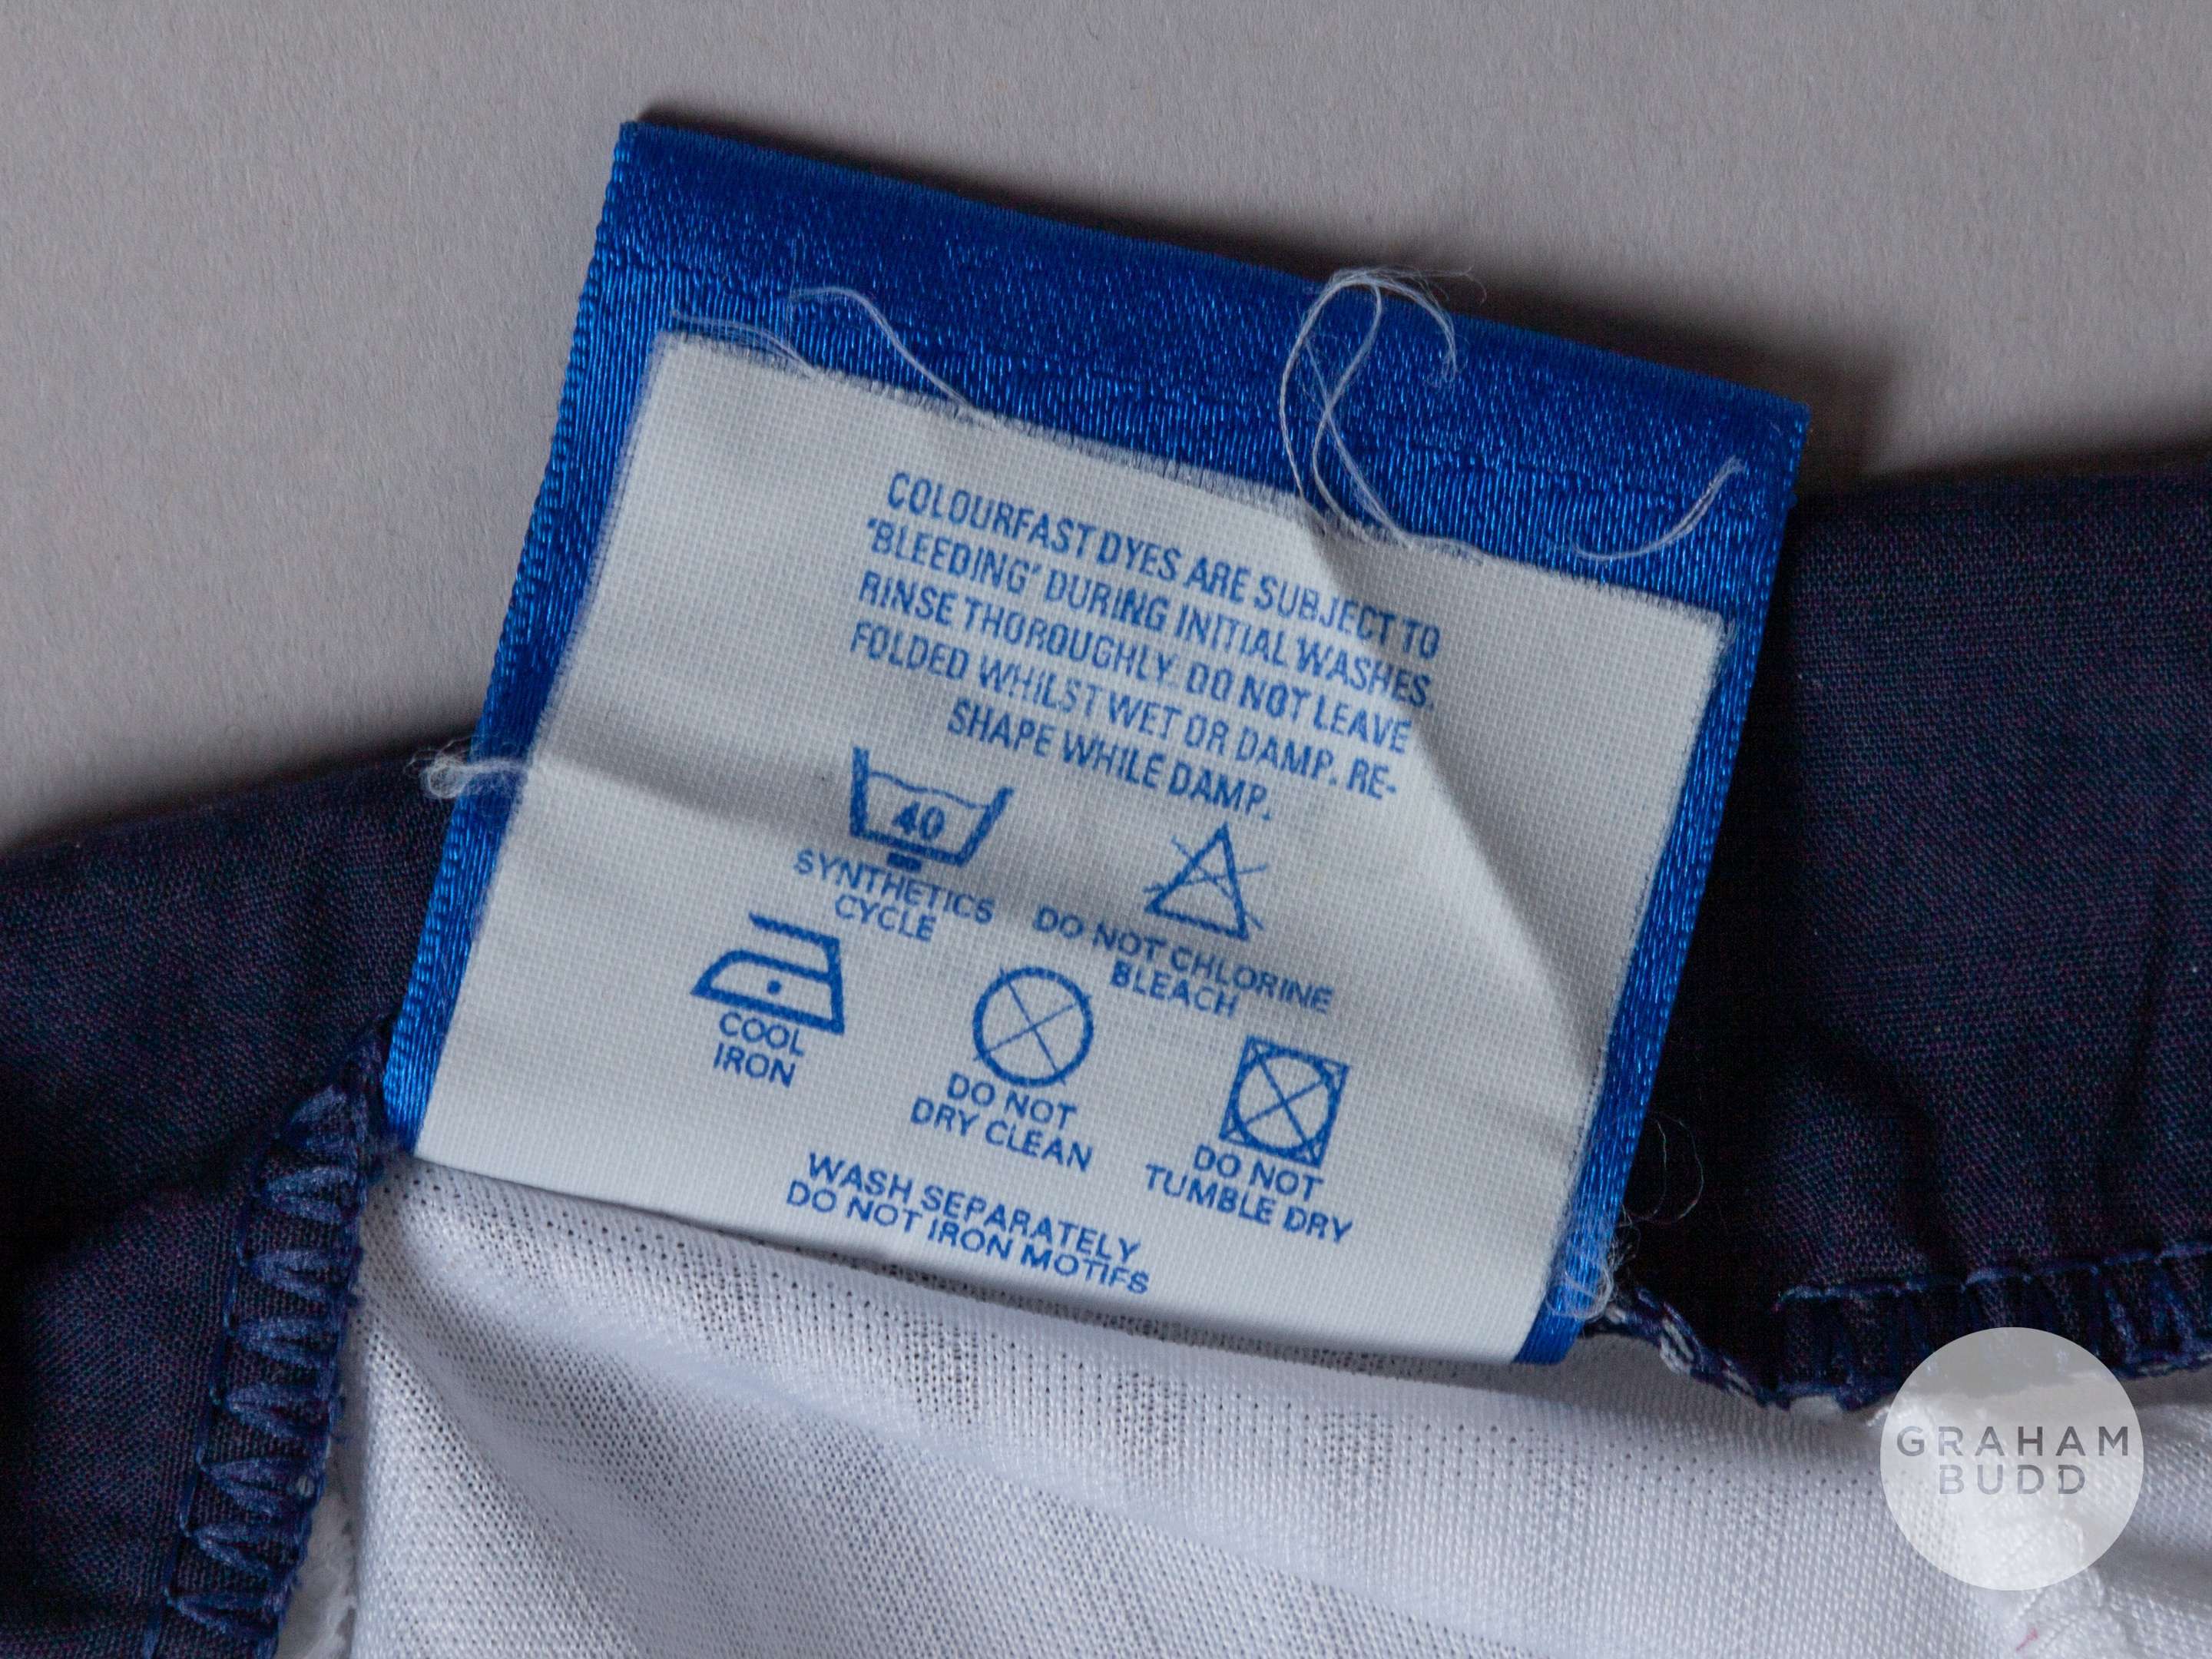 COLOURFAST DYES ARE SUBJECT TO
'BLEEDING' DURING INITIAL WASHES.
RINSE THOROUGHLY. DO NOT LEAVE
FOLDED WHILST WET OR DAMP. RE-
SHAPE WHILE DAMP.
40
SYNTHETICS
CYCLE
DO NOT CHLORINE
BLEACH
COOL
IRON
DO NOT
DRY CLEAN
DO NOT
TUMBLE DRY
WASH SEPARATELY
DO NOT IRON MOTIFS
GRAHAM
BUDD